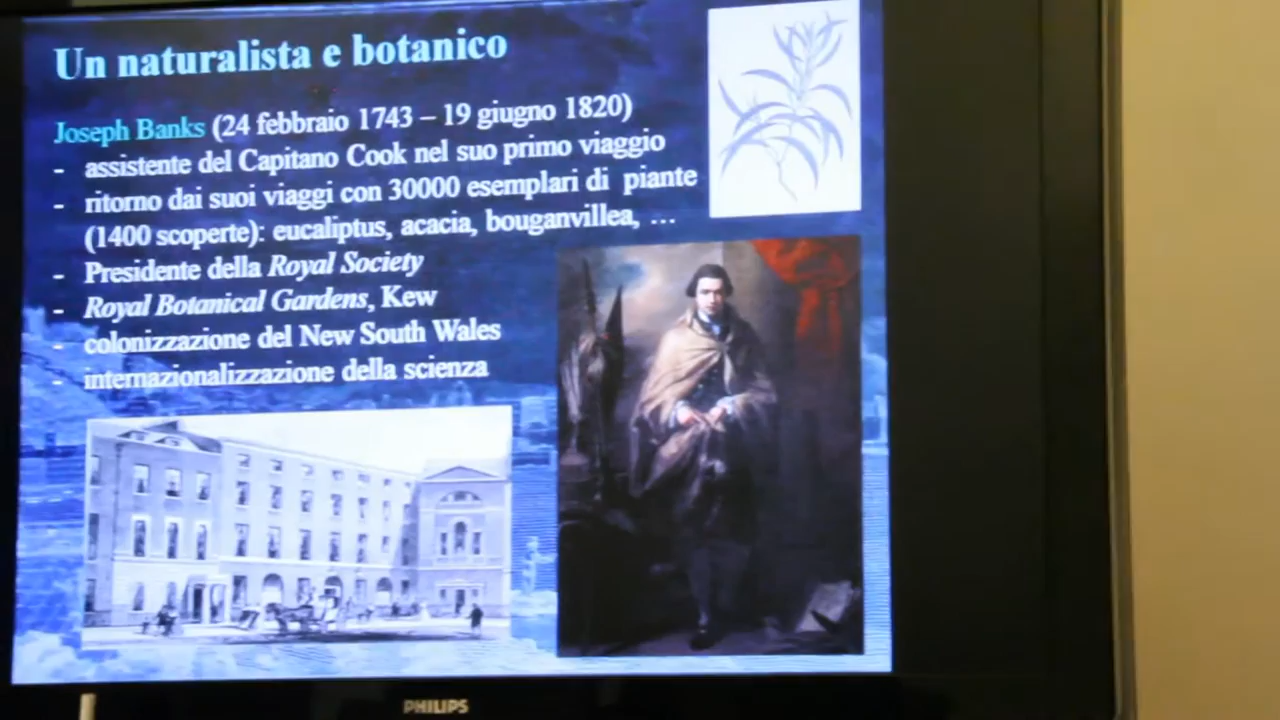 Un naturalista e botanico
Joseph Banks (24 febbraio 1743 – 19 giugno 1820)
- assistente del Capitano Cook nel suo primo viaggio
- ritorno dai suoi viaggi con 30000 esemplari di piante
(1400 scoperte): eucaliptus, acacia, bouganvillea, ...
- Presidente della Royal Society
- Royal Botanical Gardens, Kew
- colonizzazione del New South Wales
- internazionalizzazione della scienza
PHILIPS